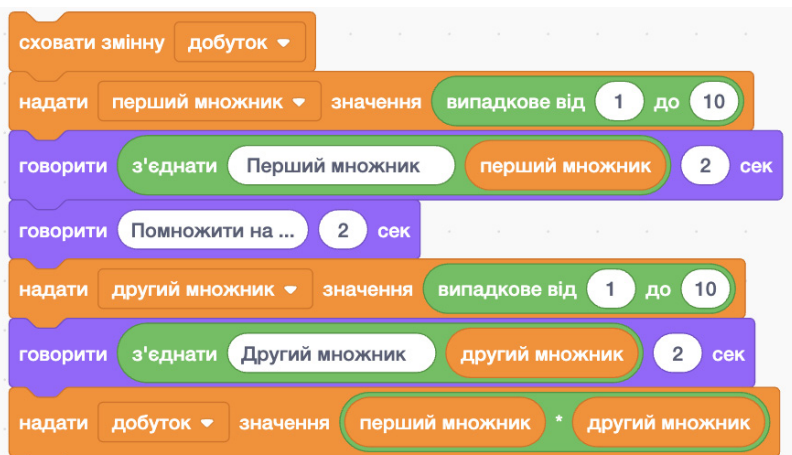 сховати змінну добуток
надати перший множник значення випадкове від 1 до 10
говорити з'єднати Перший множник перший множник 2 сек
говорити Помножити на ... 2 сек
надати другий множник значення випадкове від 1 до 10
говорити з'єднати Другий множник другий множник 2 сек
надати добуток значення перший множник * другий множник